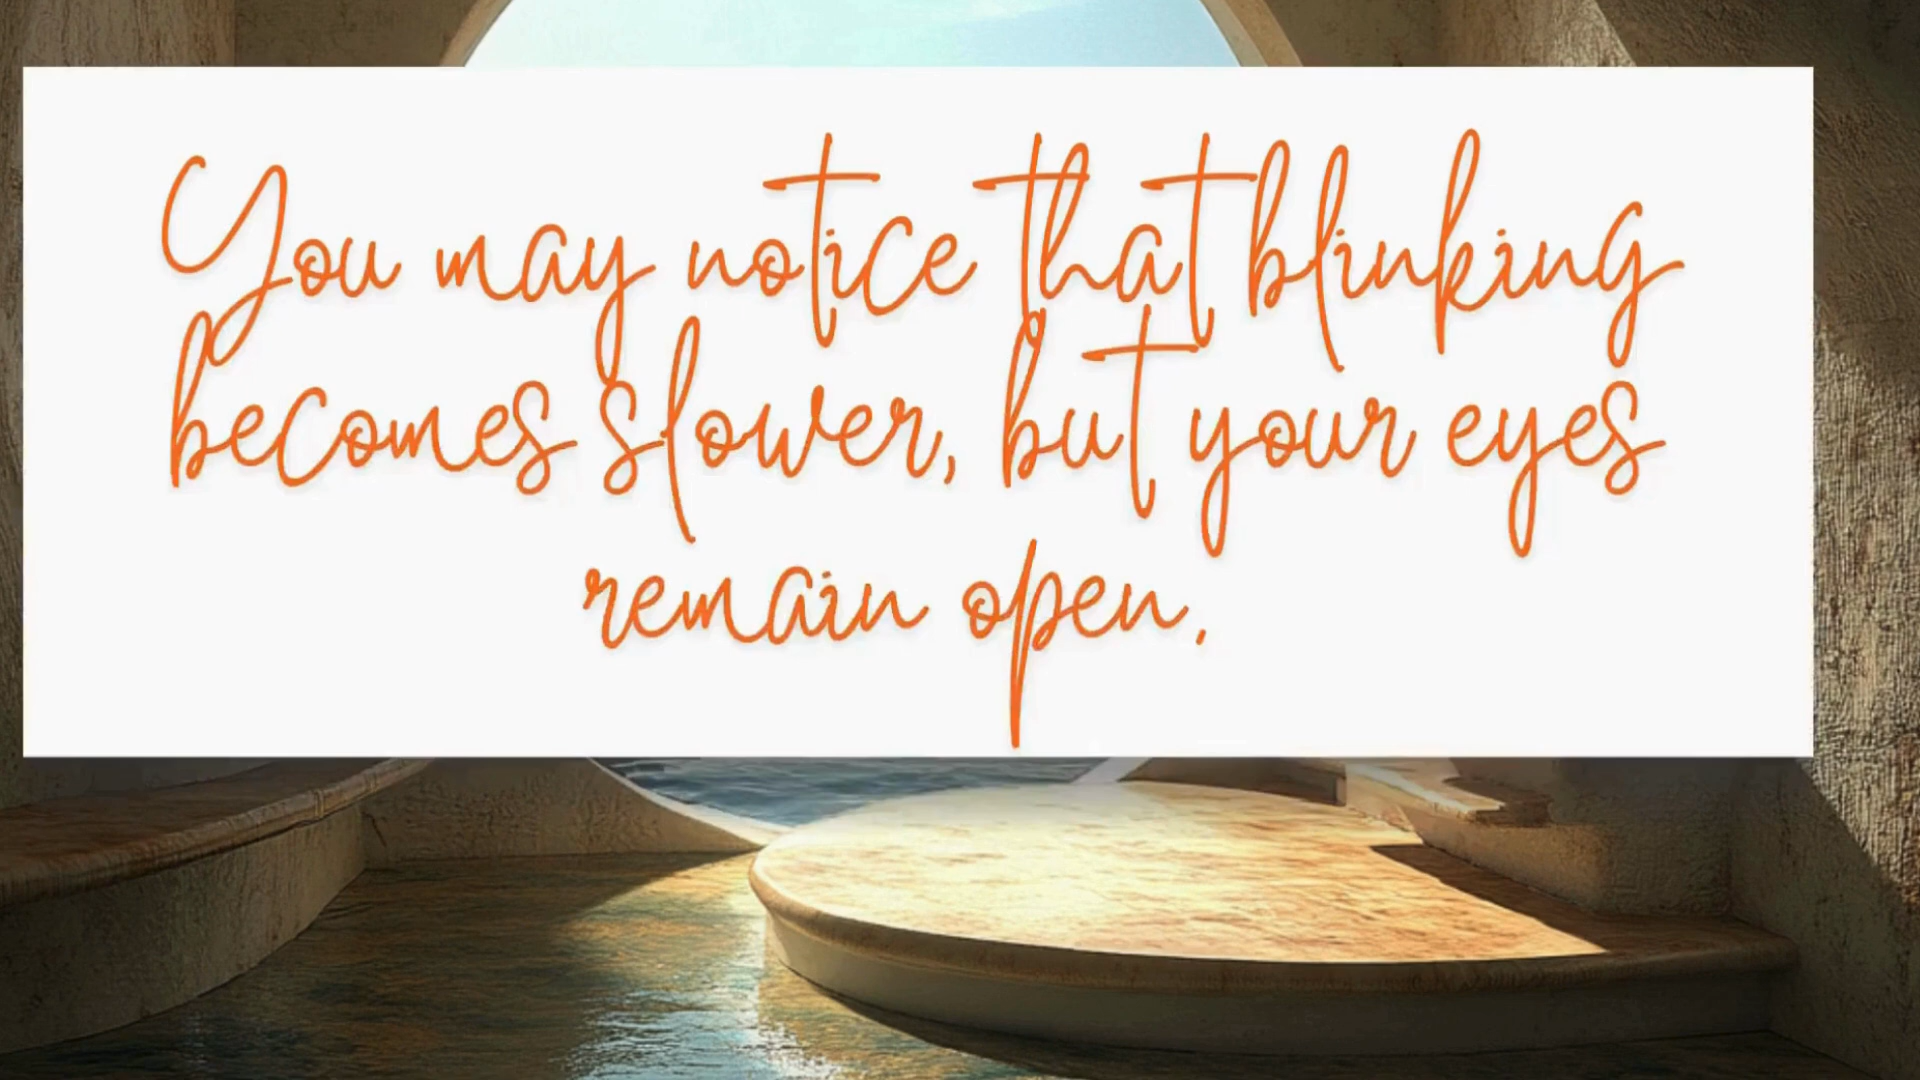 You may notice that blinking
becomes slower, but your eyes
remain open.